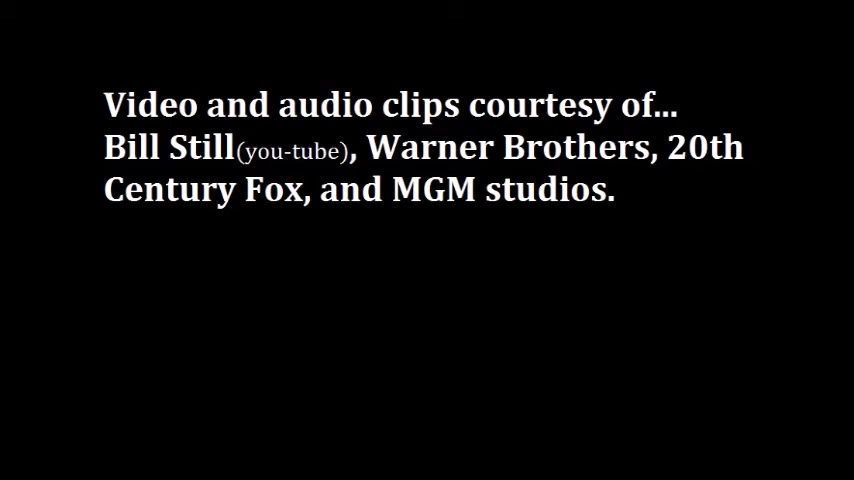 Video and audio clips courtesy of...
Bill Still(you-tube), Warner Brothers, 20th
Century Fox, and MGM studios.